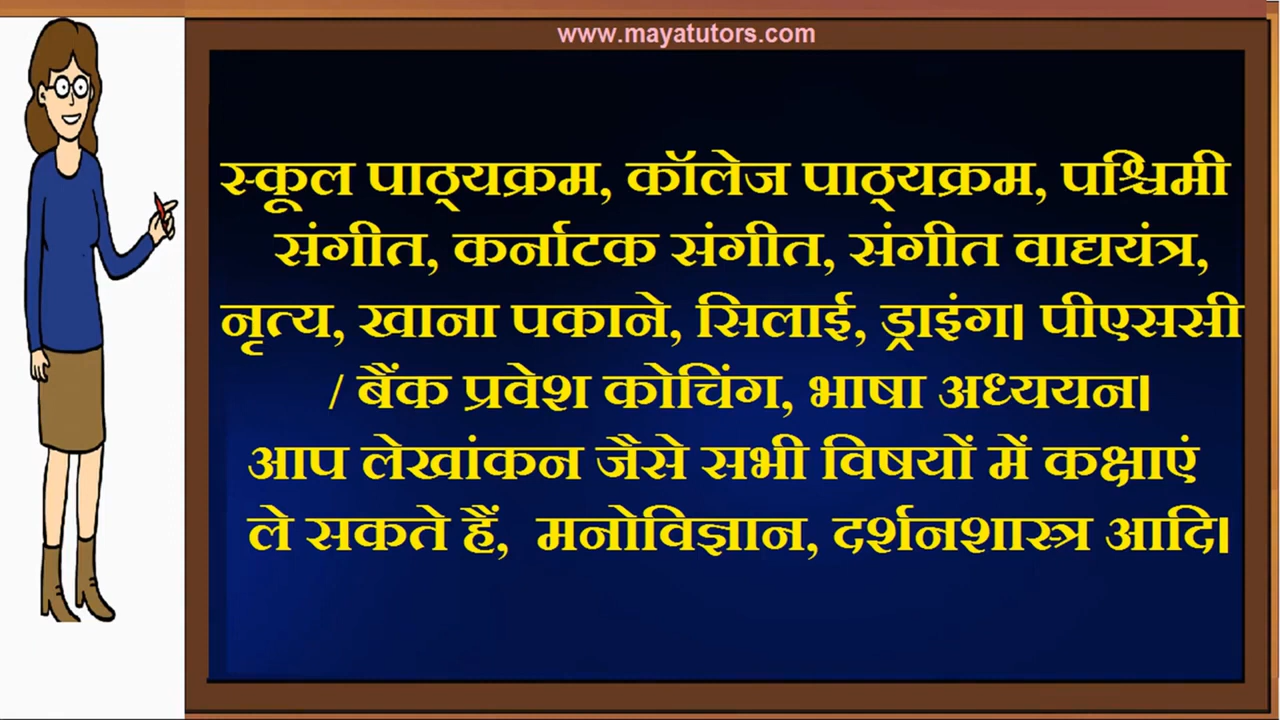 www.mayatutors.com
स्कूल पाठ्यक्रम, कॉलेज पाठ्यक्रम, पश्चिमी
संगीत, कर्नाटक संगीत, संगीत वाद्ययंत्र,
नृत्य, खाना पकाने, सिलाई, ड्राइंग। पीएससी
/ बैंक प्रवेश कोचिंग, भाषा अध्ययन।
आप लेखांकन जैसे सभी विषयों में कक्षाएं
ले सकते हैं, मनोविज्ञान, दर्शनशास्त्र आदि।